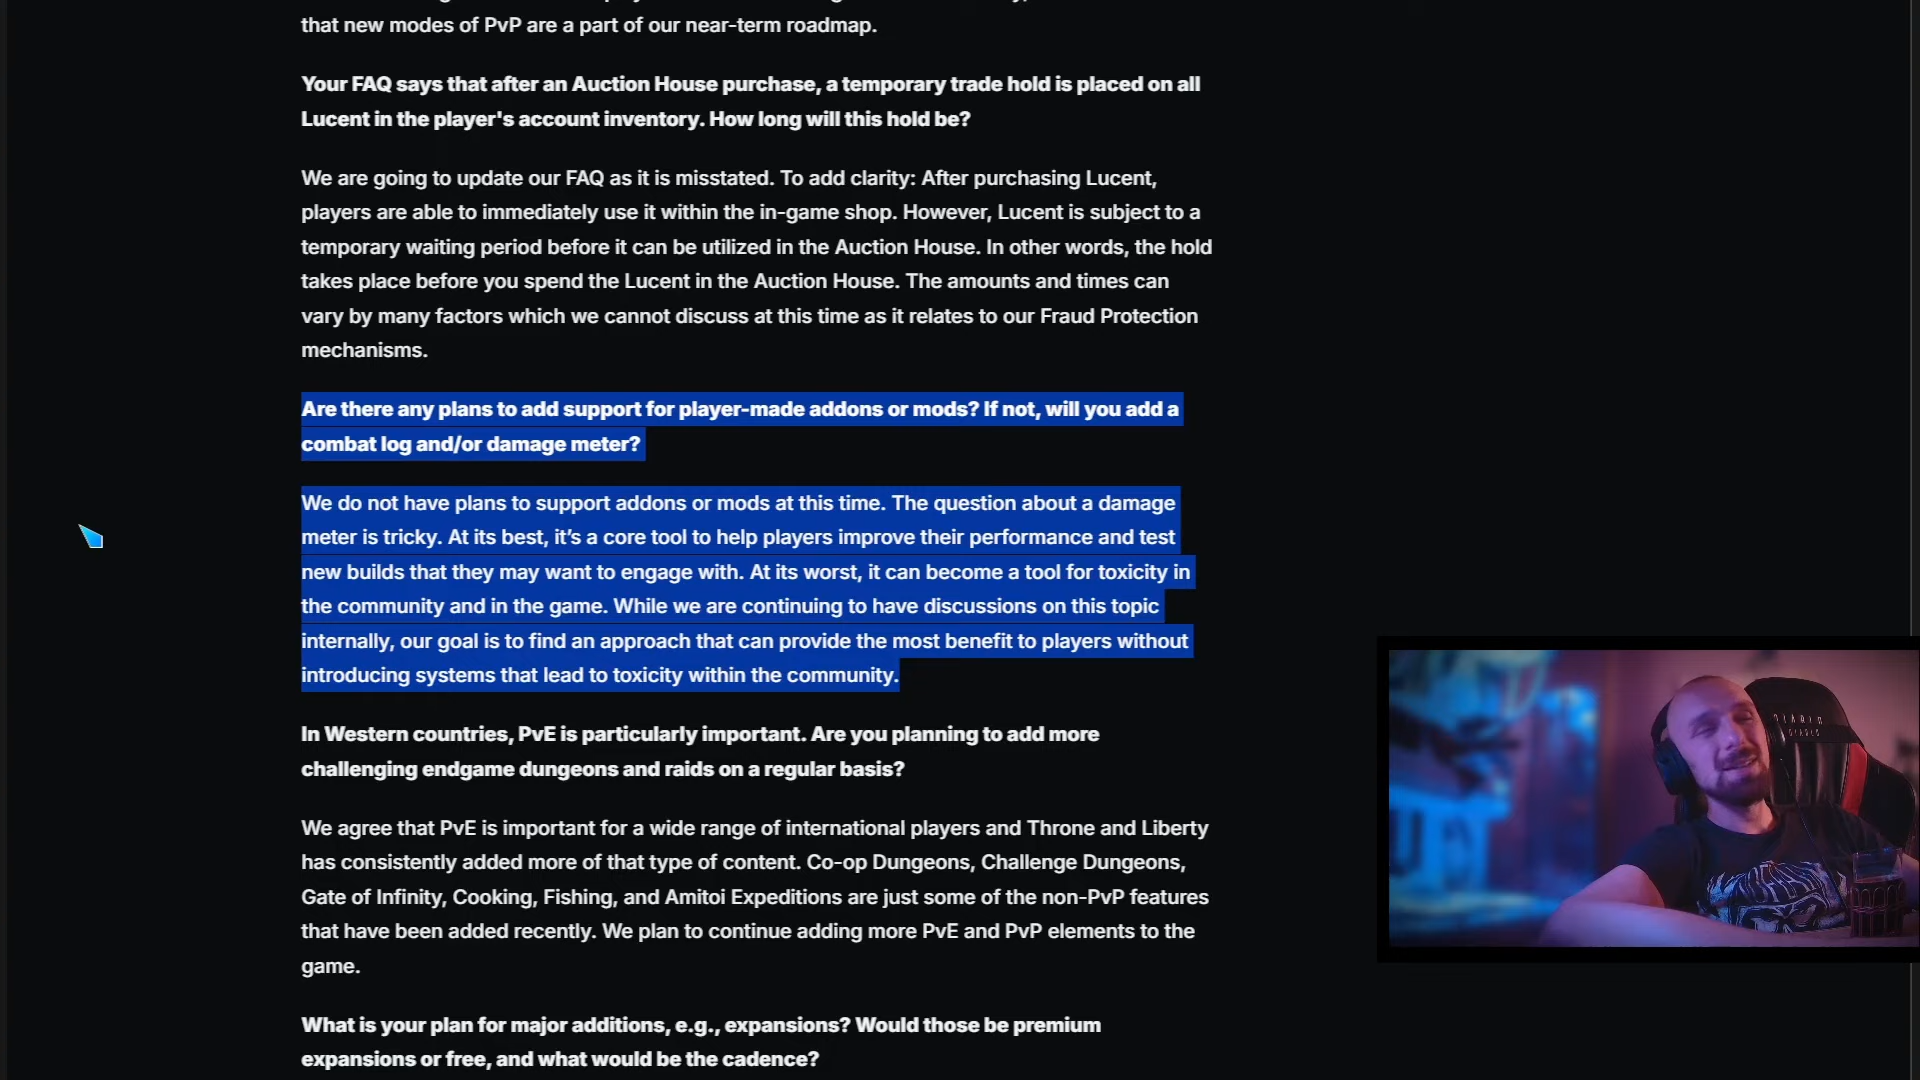 that new modes of PvP are a part of our near-term roadmap.
Your FAQ says that after an Auction House purchase, a temporary trade hold is placed on all
Lucent in the player's account inventory. How long will this hold be?
We are going to update our FAQ as it is misstated. To add clarity: After purchasing Lucent,
players are able to immediately use it within the in-game shop. However, Lucent is subject to a
temporary waiting period before it can be utilized in the Auction House. In other words, the hold
takes place before you spend the Lucent in the Auction House. The amounts and times can
vary by many factors which we cannot discuss at this time as it relates to our Fraud Protection
mechanisms.
Are there any plans to add support for player-made addons or mods? If not, will you add a
combat log and/or damage meter?
We do not have plans to support addons or mods at this time. The question about a damage
meter is tricky. At its best, it’s a core tool to help players improve their performance and test
new builds that they may want to engage with. At its worst, it can become a tool for toxicity in
the community and in the game. While we are continuing to have discussions on this topic
internally, our goal is to find an approach that can provide the most benefit to players without
introducing systems that lead to toxicity within the community.
In Western countries, PvE is particularly important. Are you planning to add more
challenging endgame dungeons and raids on a regular basis?
We agree that PvE is important for a wide range of international players and Throne and Liberty
has consistently added more of that type of content. Co-op Dungeons, Challenge Dungeons,
Gate of Infinity, Cooking, Fishing, and Amitoi Expeditions are just some of the non-PvP features
that have been added recently. We plan to continue adding more PvE and PvP elements to the
game.
What is your plan for major additions, e.g., expansions? Would those be premium
expansions or free, and what would be the cadence?